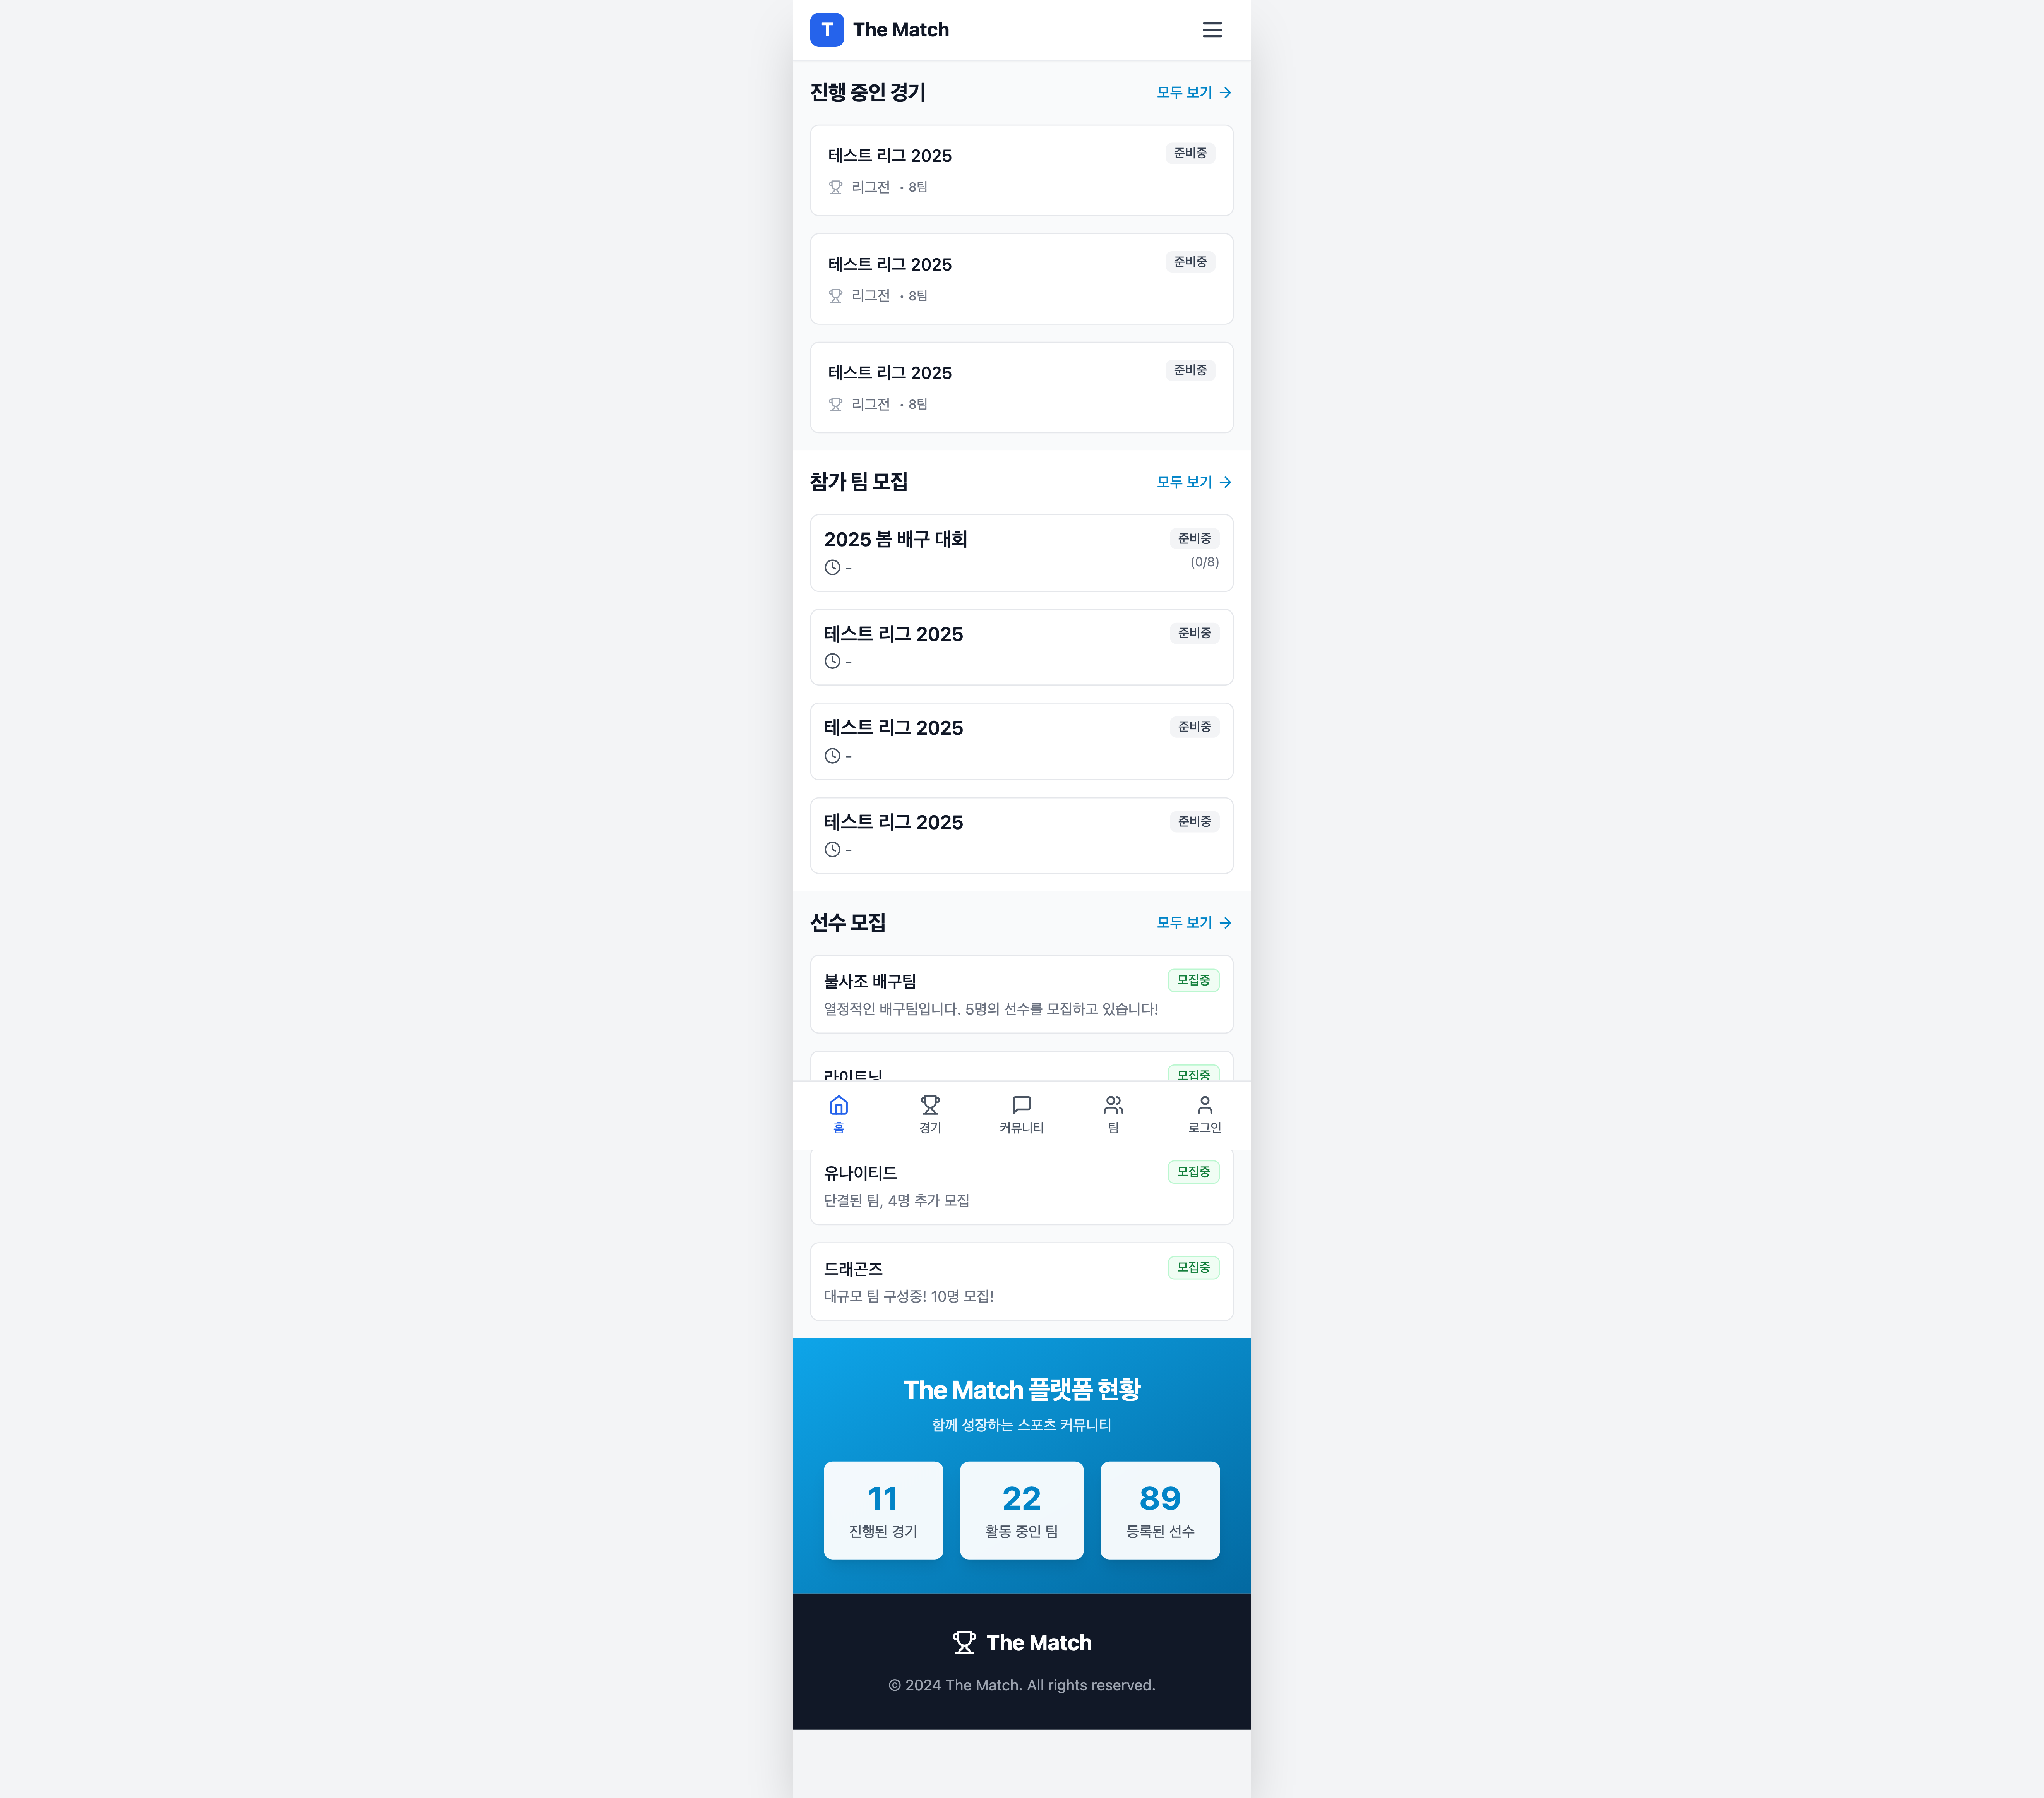 T The Match
진행 중인 경기 모두 보기
테스트 리그 2025 준비중
리그전 • 8팀
테스트 리그 2025 준비중
리그전 • 8팀
테스트 리그 2025 준비중
리그전 • 8팀
참가 팀 모집 모두 보기
2025 봄 배구 대회 준비중
- (0/8)
테스트 리그 2025 준비중
-
테스트 리그 2025 준비중
-
테스트 리그 2025 준비중
-
선수 모집 모두 보기
불사조 배구팀 모집중
열정적인 배구팀입니다. 5명의 선수를 모집하고 있습니다!
라이트닝 모집중
홈 경기 커뮤니티 팀 로그인
유나이티드 모집중
단결된 팀, 4명 추가 모집
드래곤즈 모집중
대규모 팀 구성중! 10명 모집!
The Match 플랫폼 현황
함께 성장하는 스포츠 커뮤니티
11 22 89
진행된 경기 활동 중인 팀 등록된 선수
The Match
© 2024 The Match. All rights reserved.